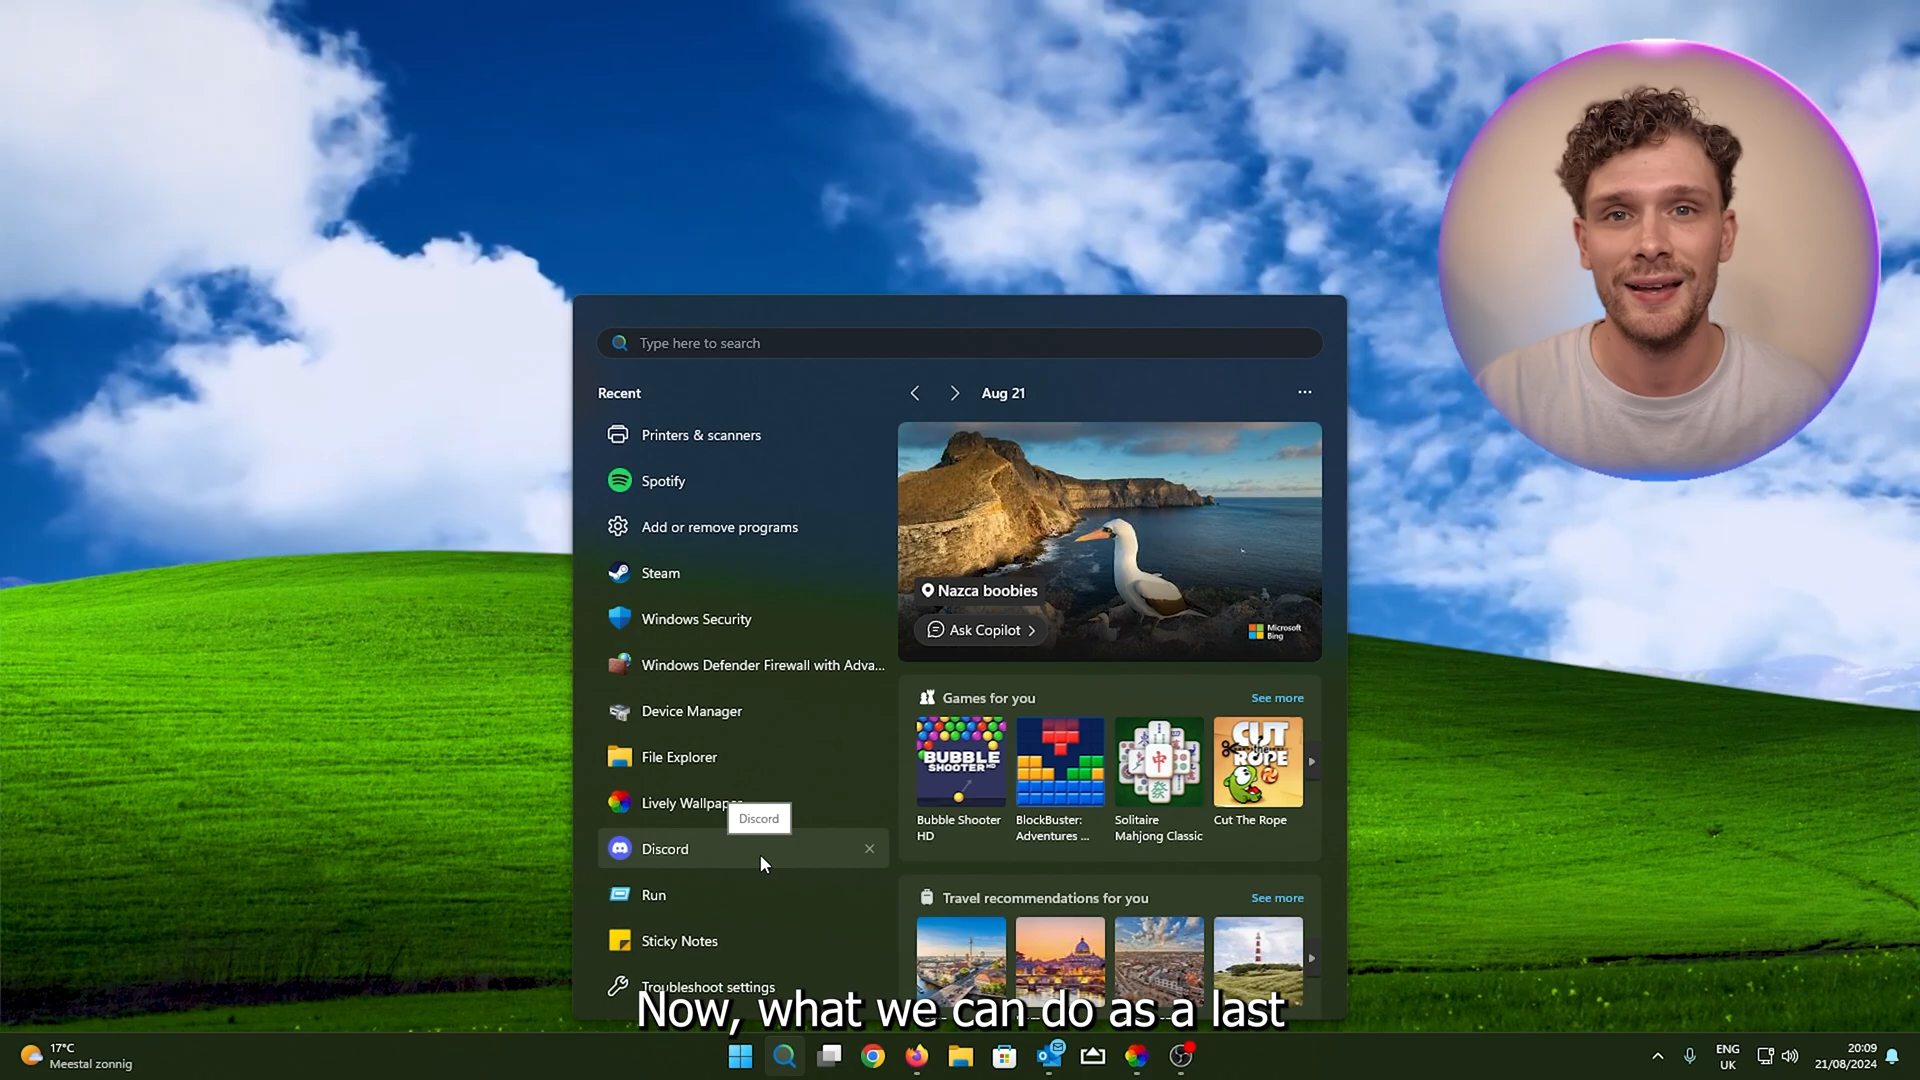 Type here to search
Recent
Aug 21
Printers & scanners
Spotify
Add or remove programs
Steam
Windows Security
Windows Defender Firewall with Adva...
Device Manager
File Explorer
Lively Wallpape
Discord
Discord
Run
Sticky Notes
Troubleshoot settings
Nazca boobies
Ask Copilot
Microsoft
Bing
Games for you
See more
BUBBLE
SHOOTER HD
CUT
the
ROPE
中
發
Bubble Shooter
HD
BlockBuster:
Adventures ...
Solitaire
Mahjong Classic
Cut The Rope
Travel recommendations for you
See more
Now, what we can do as a last
17°C
Meestal zonnig
ENG
UK
20:09
21/08/2024